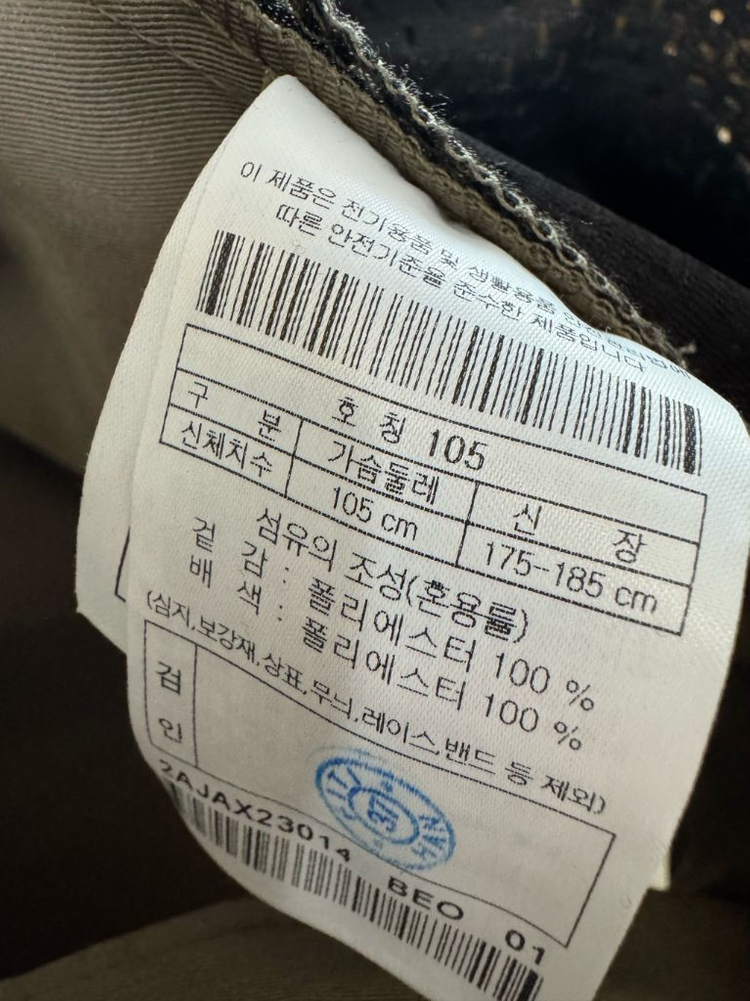 이 제품은 전기용품 및 생활용품 안전관리법에
따른 안전기준을 준수한 제품입니다
호 칭 105
구 분 가슴둘레 신 장
신체치수 105 cm 175-185 cm
섬유의 조성(혼용률)
겉 감 : 폴리에스터 100 %
배 색 : 폴리에스터 100 %
(심지,보강재,상표,무늬,레이스,밴드 등 제외)
검
인
2AJAX23014 BEO 01